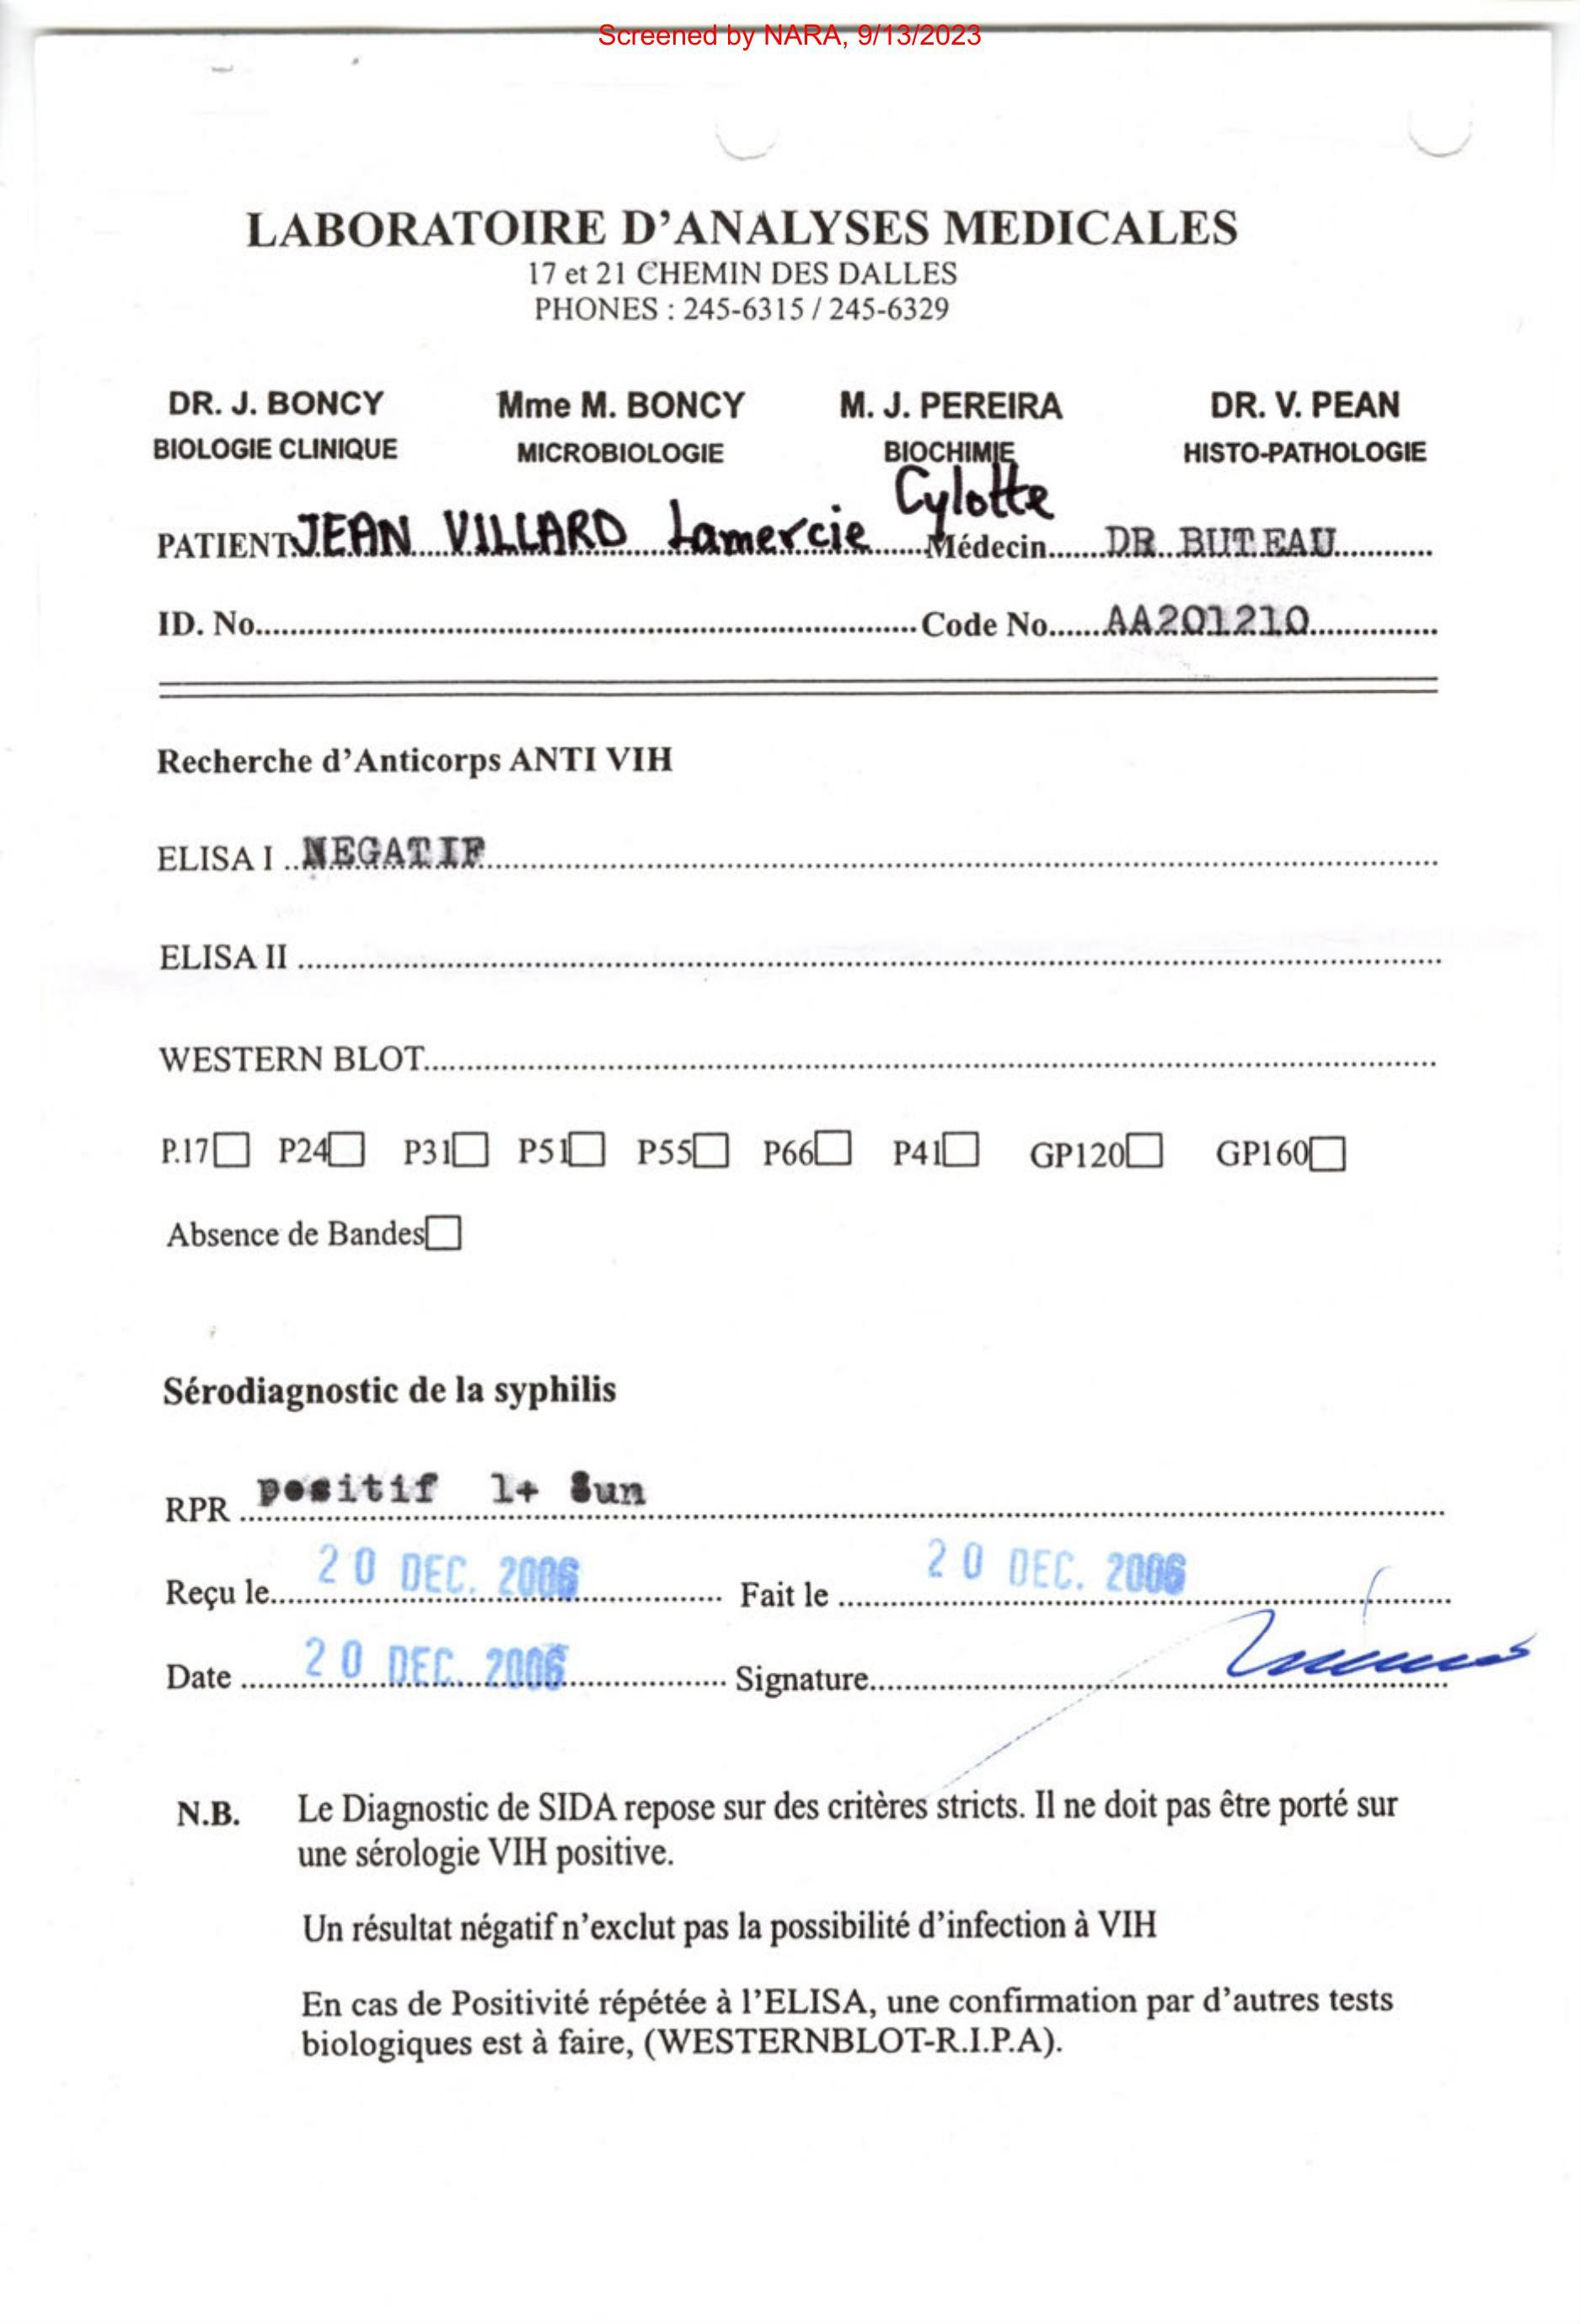 Screened by NARA, 9/13/2023
LABORATOIRE D'ANALYSES MEDICALES
17 et 21 CHEMIN DES DALLES
PHONES : 245-6315 / 245-6329
DR. J. BONCY Mme M. BONCY M. J. PEREIRA DR. V. PEAN
BIOLOGIE CLINIQUE MICROBIOLOGIE BIOCHIMIE HISTO-PATHOLOGIE
Cylotte
PATIENT JEAN VILLARD Lamercie Médecin DR BUTEAU
ID. No. Code No. AA201210
Recherche d'Anticorps ANTI VIH
ELISA I NEGATIF
ELISA II
WESTERN BLOT
P.17 P24 P31 P51 P55 P66 P41 GP120 GP160
Absence de Bandes
Sérodiagnostic de la syphilis
RPR positif 1+ 8un
Reçu le 20 DEC. 2006 Fait le 20 DEC. 2006
Date 20 DEC. 2006 Signature
N.B. Le Diagnostic de SIDA repose sur des critères stricts. Il ne doit pas être porté sur
une sérologie VIH positive.
Un résultat négatif n'exclut pas la possibilité d'infection à VIH
En cas de Positivité répétée à l'ELISA, une confirmation par d'autres tests
biologiques est à faire, (WESTERNBLOT-R.I.P.A).